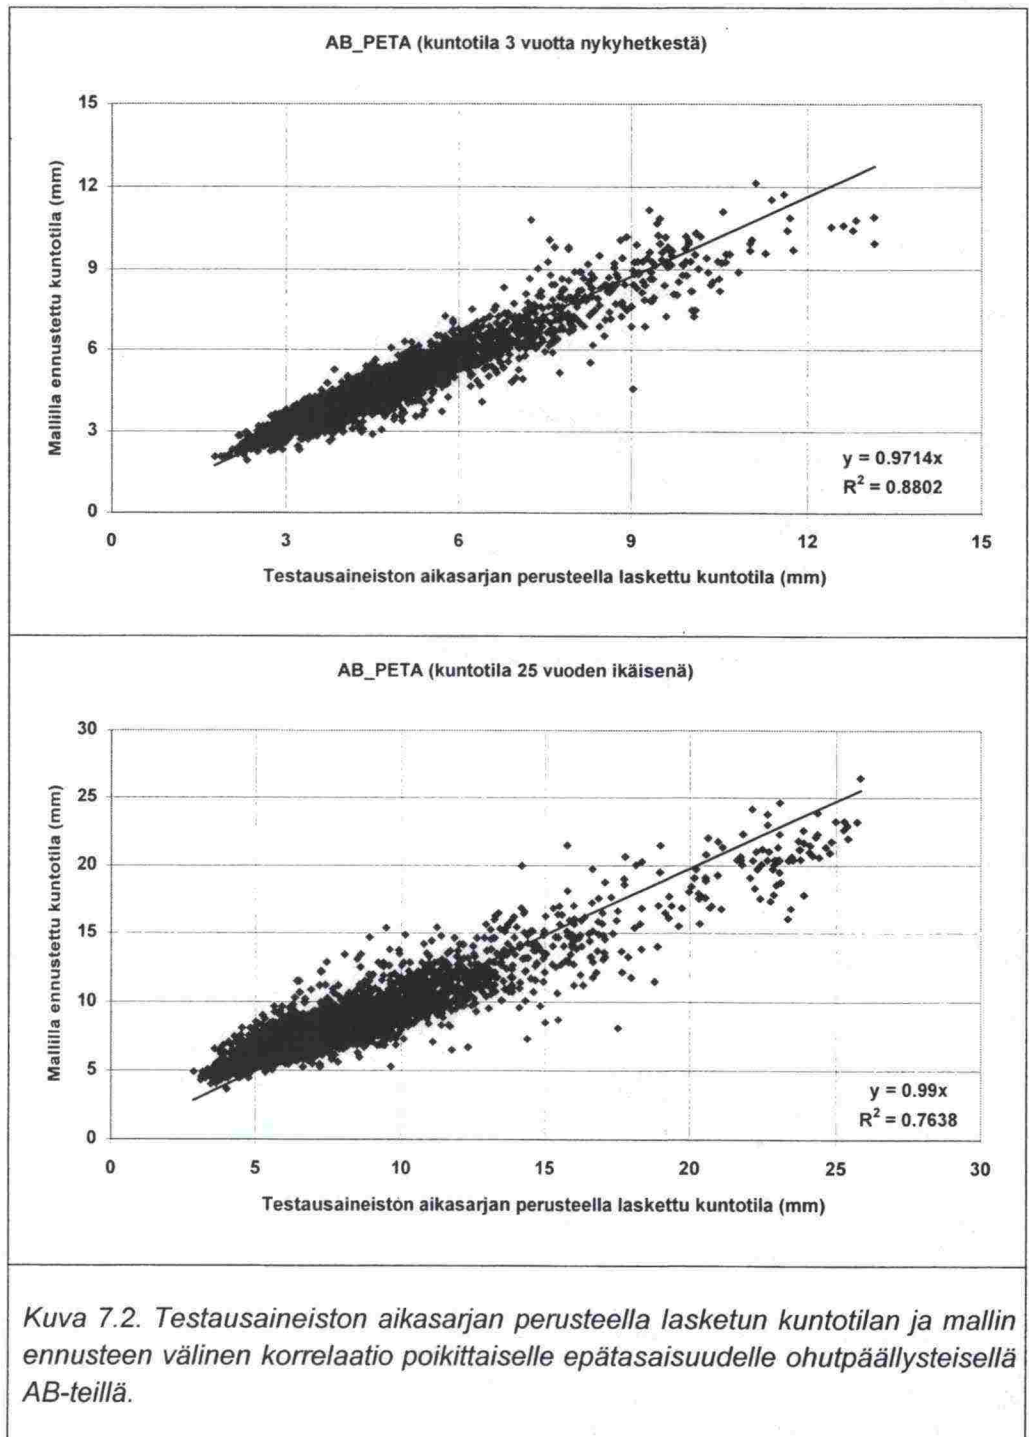 AB_PETA (kuntotila 3 vuotta nykyhetkestä)
15
12
9
6
3
0
Mallilla ennustettu kuntotila (mm)
y = 0.9714x
R² = 0.8802
0 3 6 9 12 15
Testausaineiston aikasarjan perusteella laskettu kuntotila (mm)
AB_PETA (kuntotila 25 vuoden ikäisenä)
30
25
20
15
10
5
0
Mallilla ennustettu kuntotila (mm)
y = 0.99x
R² = 0.7638
0 5 10 15 20 25 30
Testausaineiston aikasarjan perusteella laskettu kuntotila (mm)
Kuva 7.2. Testausaineiston aikasarjan perusteella lasketun kuntotilan ja mallin
ennusteen välinen korrelaatio poikittaiselle epätasaisuudelle ohutpäällysteisellä
AB-teillä.